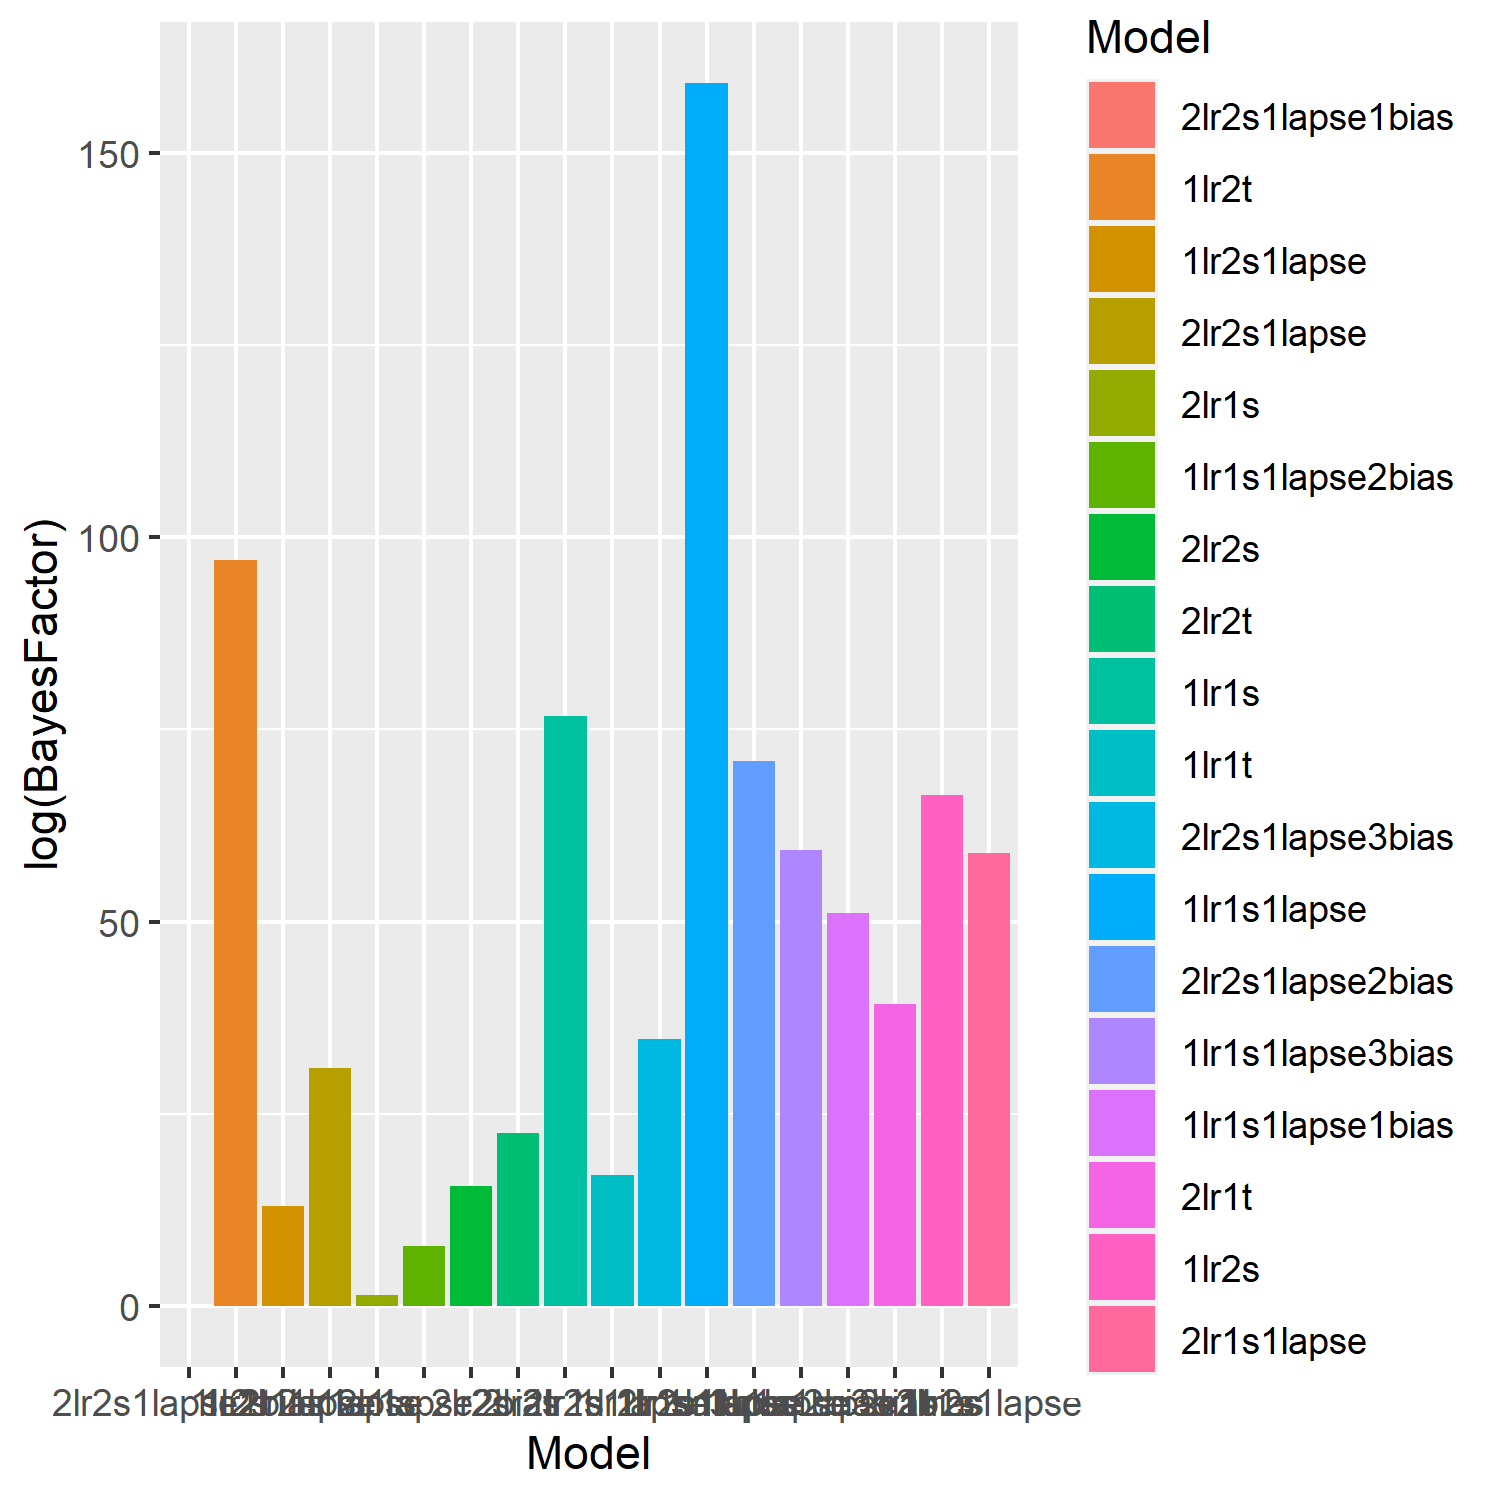 Model
2lr2s1lapse1bias
1lr2t
1lr2s1lapse
2lr2s1lapse
2lr1s
1lr1s1lapse2bias
2lr2s
2lr2t
1lr1s
1lr1t
2lr2s1lapse3bias
1lr1s1lapse
2lr2s1lapse2bias
1lr1s1lapse3bias
1lr1s1lapse1bias
2lr1t
1lr2s
2lr1s1lapse
150
100
50
0
log(BayesFactor)
Model